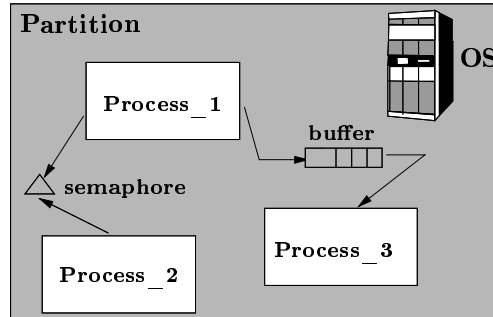 Partition
OS
Process_1
buffer
semaphore
Process_2
Process_3